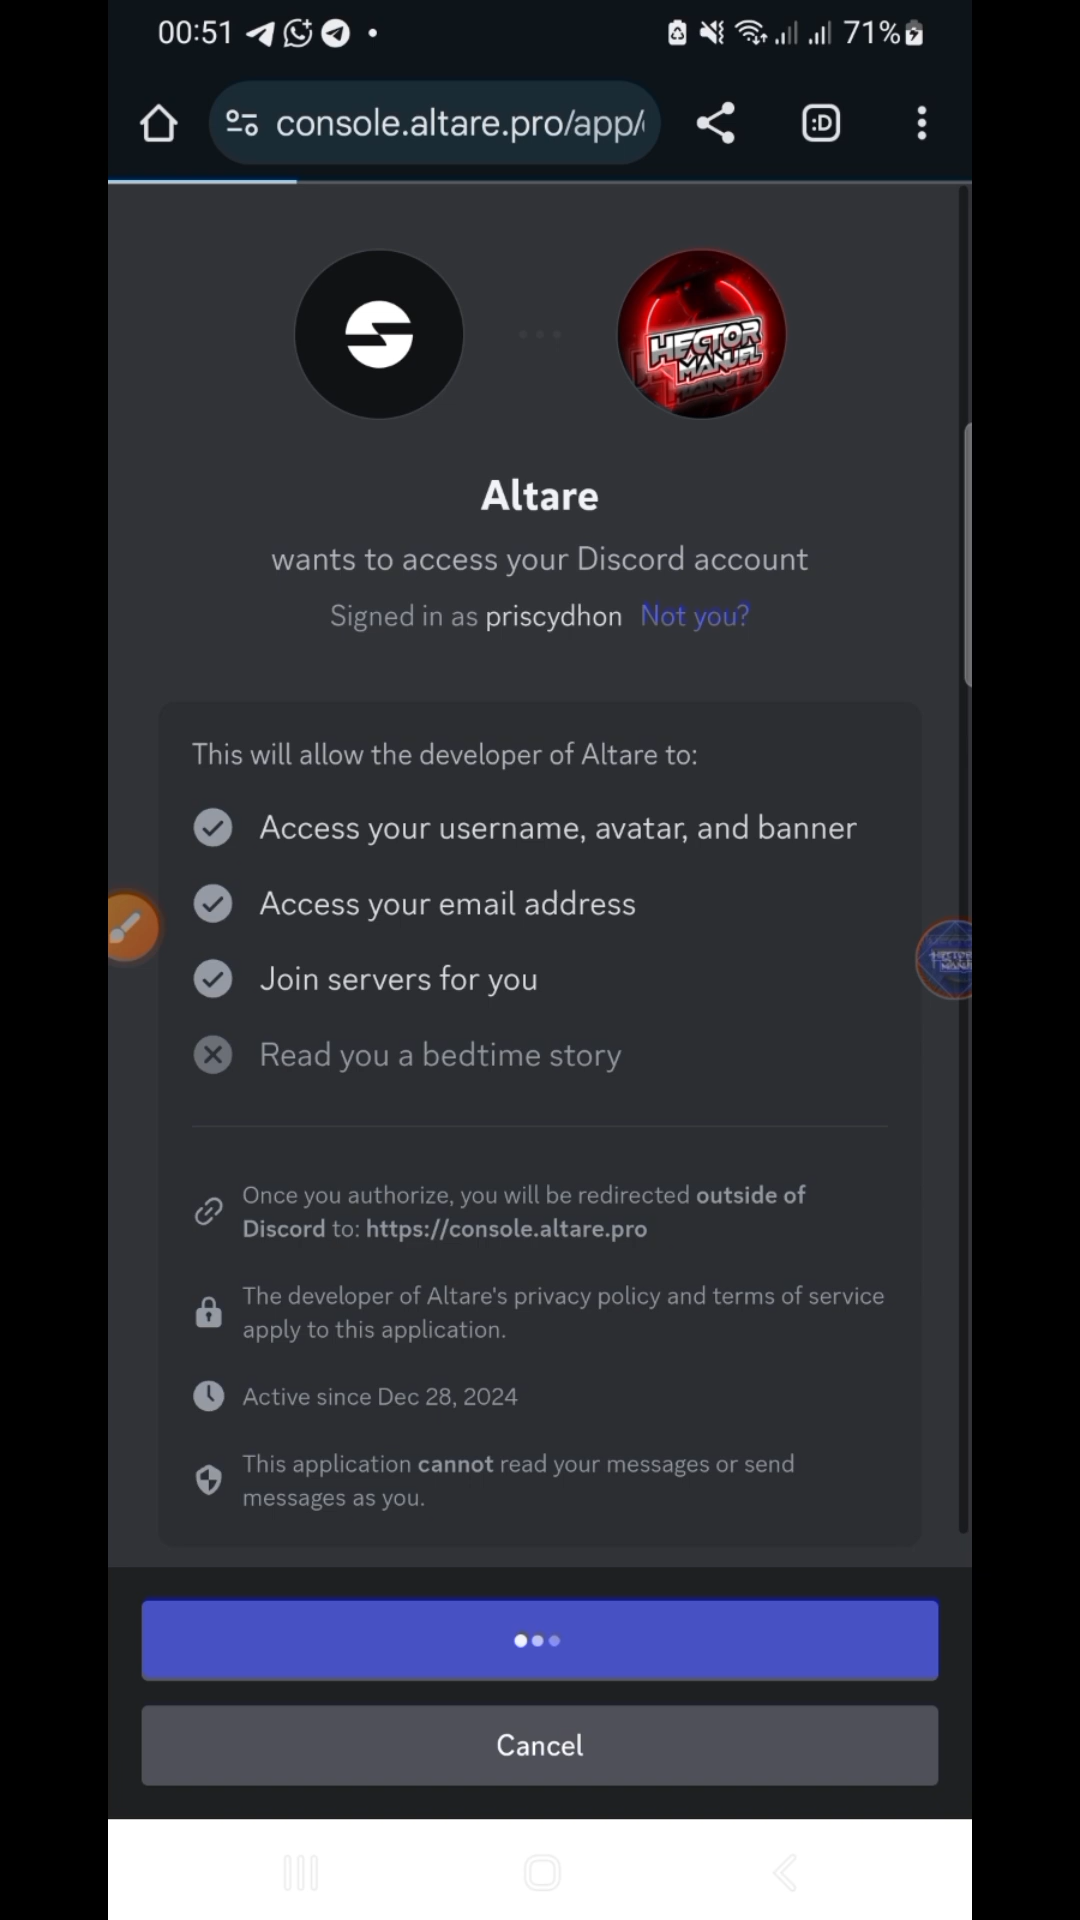 00:51
71%
console.altare.pro/app/
:D
HECTOR
MANUEL
Altare
wants to access your Discord account
Signed in as priscydhon Not you?
This will allow the developer of Altare to:
Access your username, avatar, and banner
Access your email address
Join servers for you
Read you a bedtime story
Once you authorize, you will be redirected outside of
Discord to: https://console.altare.pro
The developer of Altare's privacy policy and terms of service
apply to this application.
Active since Dec 28, 2024
This application cannot read your messages or send
messages as you.
Cancel